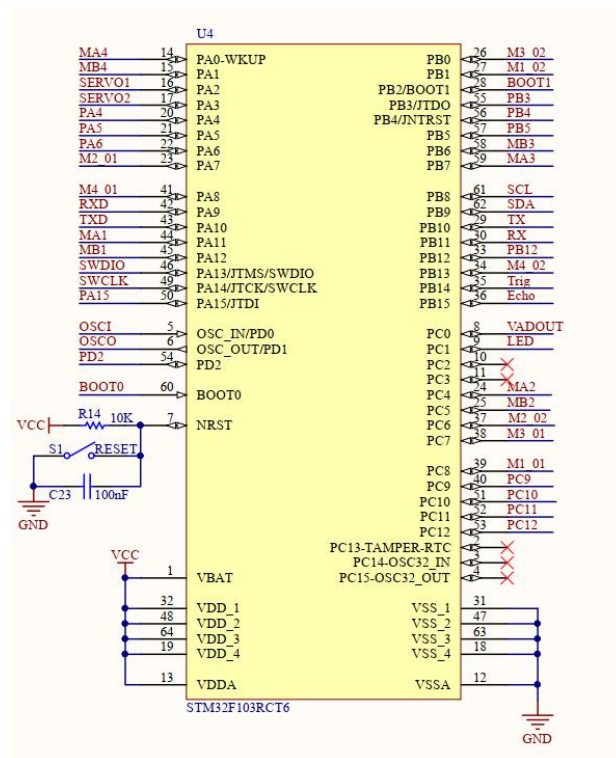 U4
MA4 14 PA0-WKUP PB0 26 M3_02
MB4 15 PA1 PB1 27 M1_02
SERVO1 16 PA2 PB2/BOOT1 28 BOOT1
SERVO2 17 PA3 PB3/JTDO 55 PB3
PA4 20 PA4 PB4/JNTRST 56 PB4
PA5 21 PA5 PB5 57 PB5
PA6 22 PA6 PB6 58 MB3
M2_01 23 PA7 PB7 59 MA3
M4_01 41 PA8 PB8 61 SCL
RXD 42 PA9 PB9 62 SDA
TXD 43 PA10 PB10 29 TX
MA1 44 PA11 PB11 30 RX
MB1 45 PA12 PB12 33 PB12
SWDIO 46 PA13/JTMS/SWDIO PB13 34 M4_02
SWCLK 49 PA14/JTCK/SWCLK PB14 35 Trig
PA15 50 PA15/JTDI PB15 36 Echo
OSCI 5 OSC_IN/PD0 PC0 8 VADOUT
OSCO 6 OSC_OUT/PD1 PC1 9 LED
PD2 54 PD2 PC2 10
PC3 11
BOOT0 60 BOOT0 PC4 24 MA2
PC5 25 MB2
R14 10K
VCC 7 NRST PC6 37 M2_02
PC7 38 M3_01
S1 RESET
PC8 39 M1_01
C23 100nF PC9 40 PC9
PC10 51 PC10
GND PC11 52 PC11
PC12 53 PC12
PC13-TAMPER-RTC 2
VCC PC14-OSC32_IN 3
1 VBAT PC15-OSC32_OUT 4
32 VDD_1 VSS_1 31
48 VDD_2 VSS_2 47
64 VDD_3 VSS_3 63
19 VDD_4 VSS_4 18
13 VDDA VSSA 12
STM32F103RCT6
GND